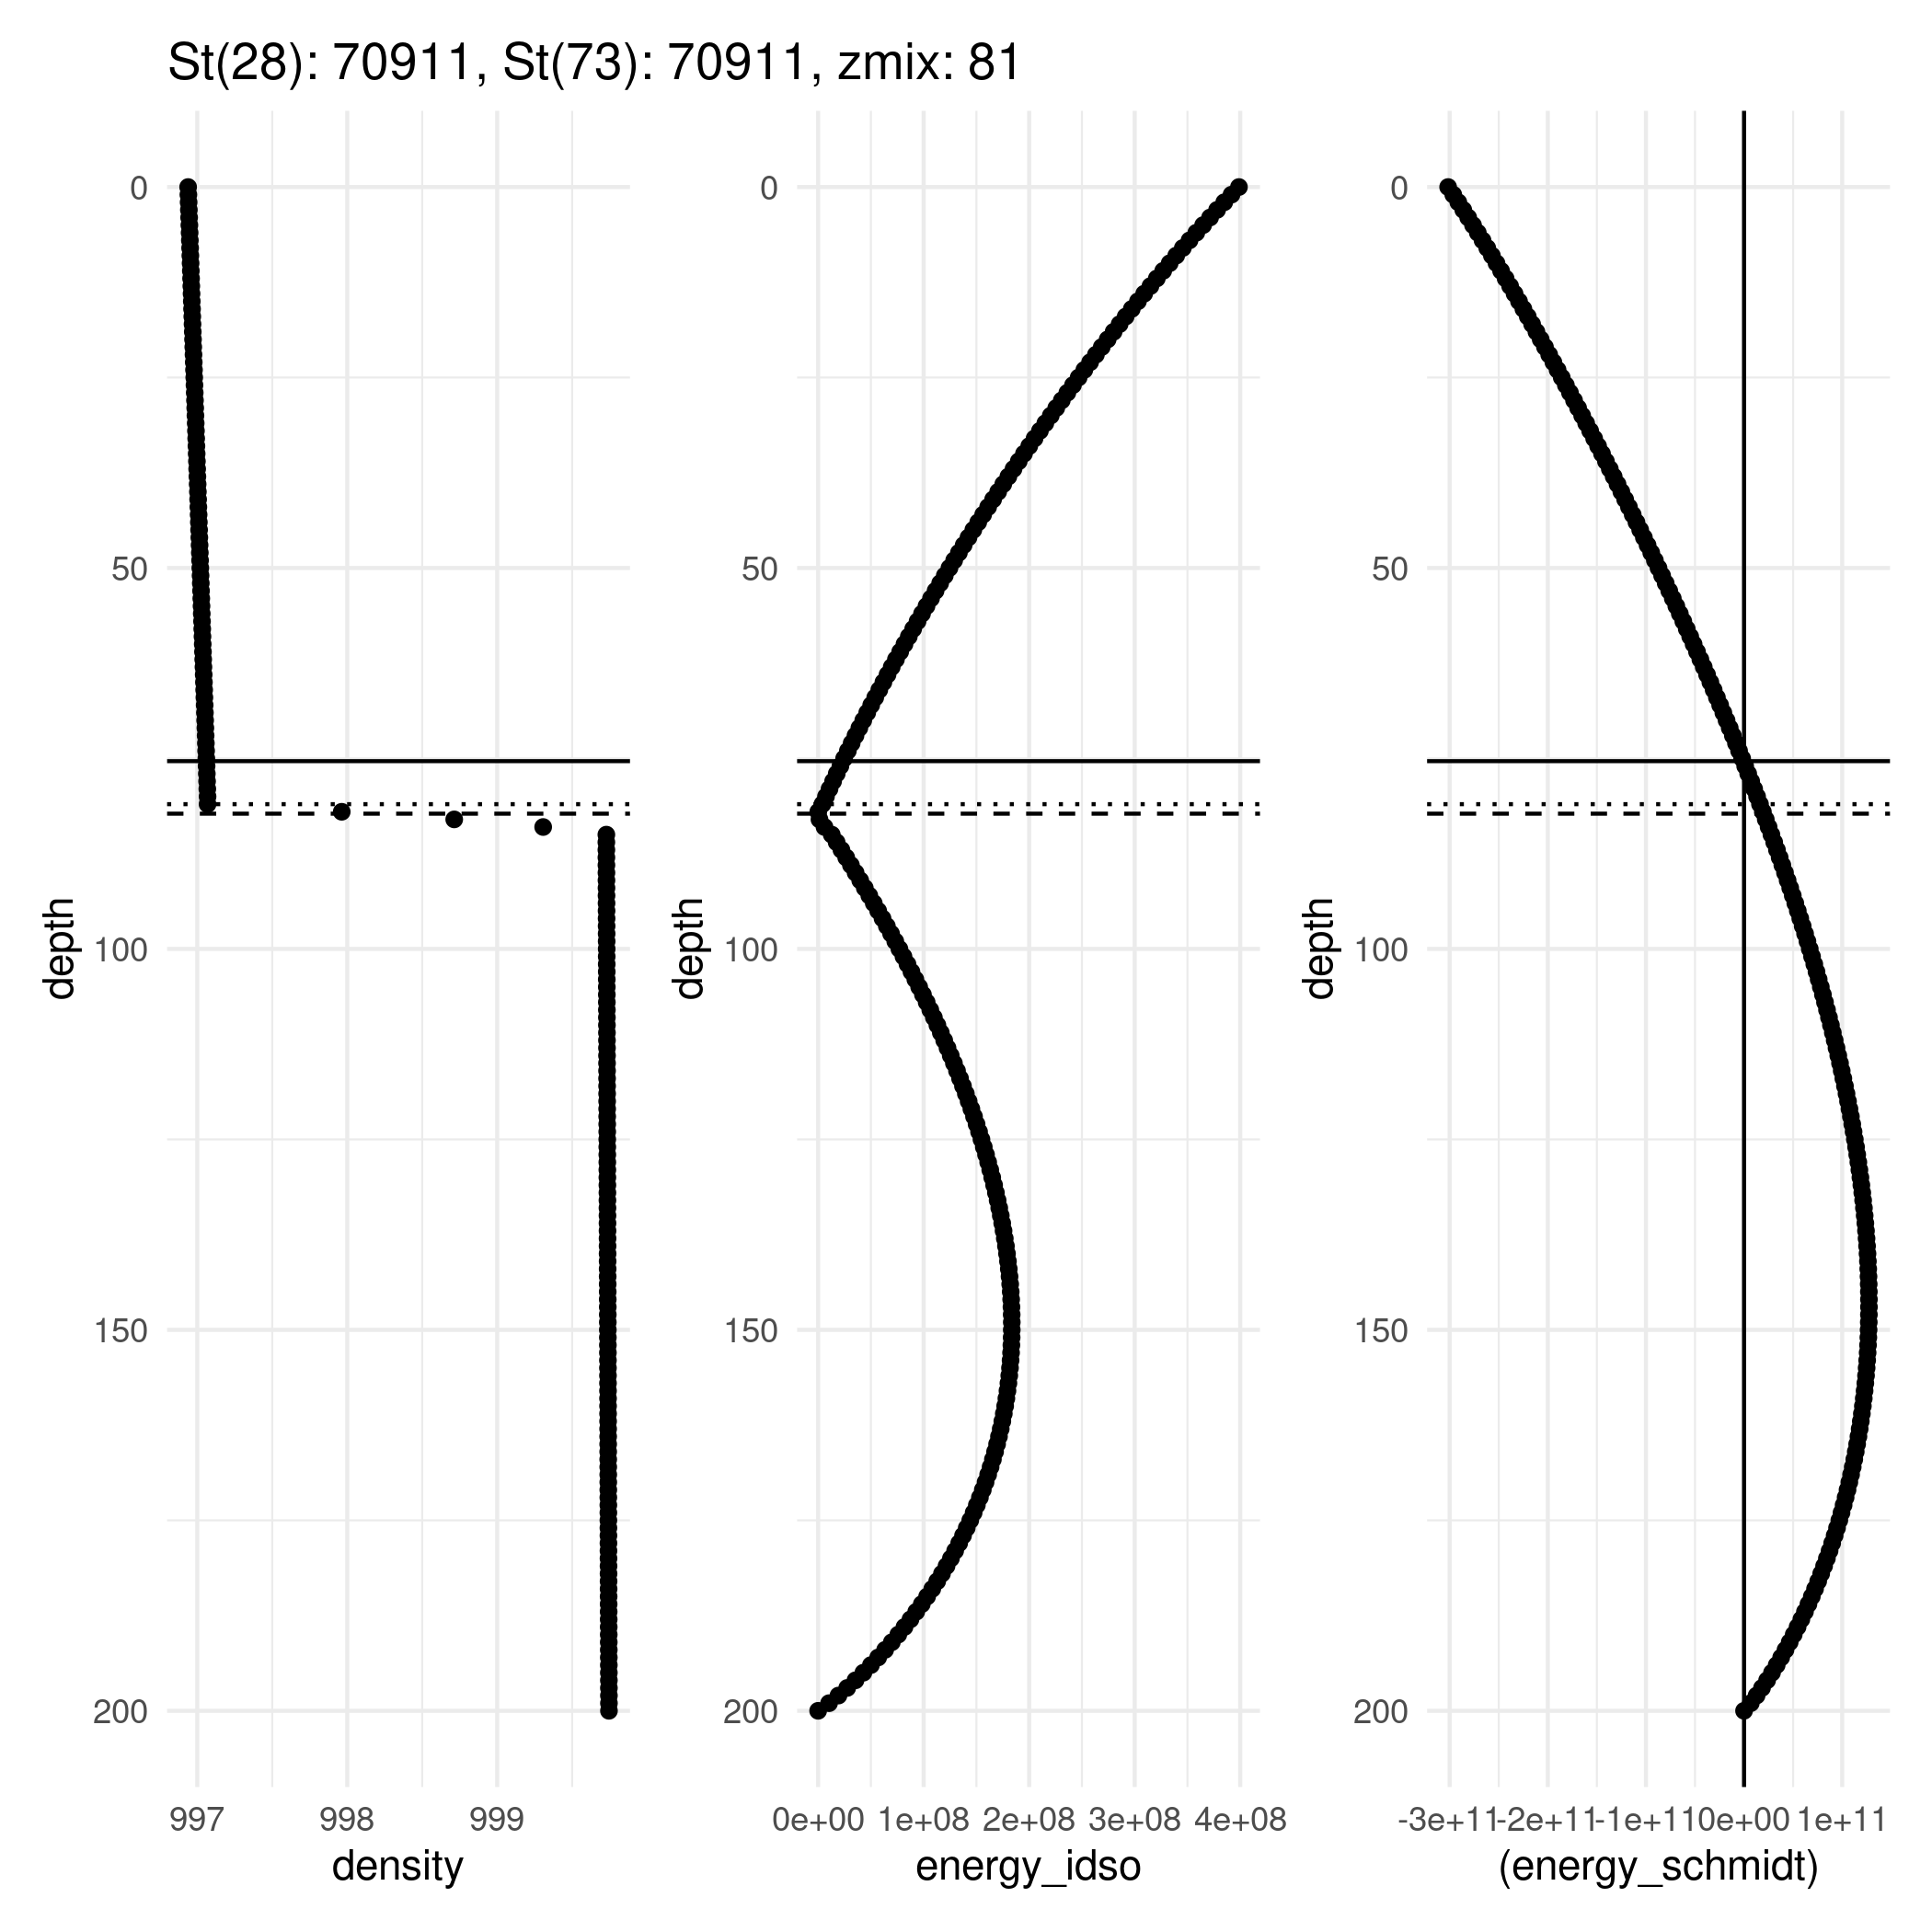 St(28): 70911, St(73): 70911, zmix: 81
0
50
100
150
200
depth
997 998 999
density
0
50
100
150
200
depth
0e+00 1e+08 2e+08 3e+08 4e+08
energy_idso
0
50
100
150
200
depth
-3e+11 -2e+11 -1e+11 0e+00 1e+11
(energy_schmidt)